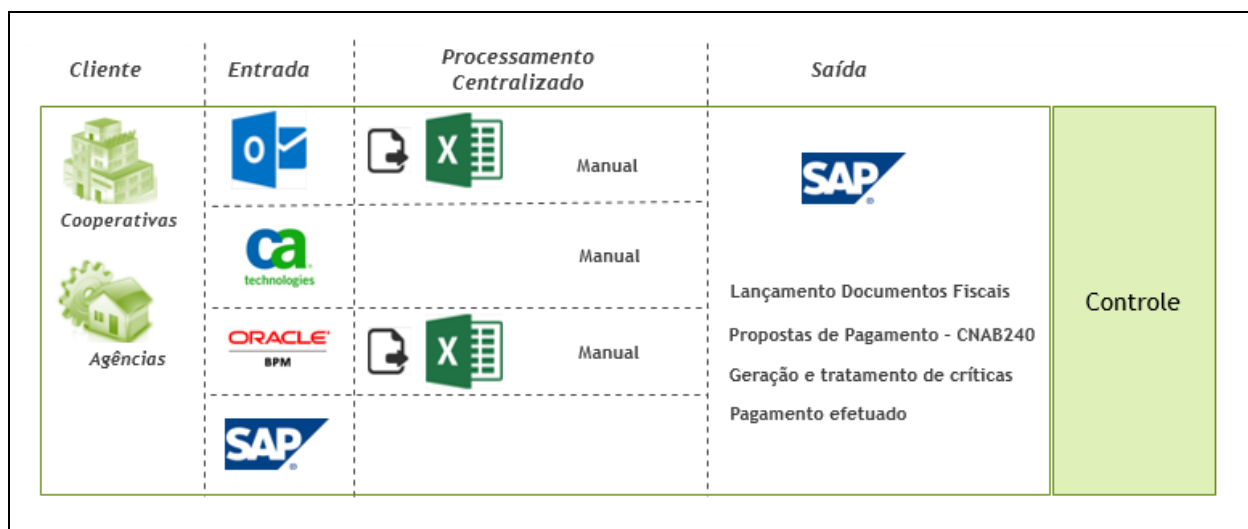 Cliente
Entrada
Processamento
Centralizado
Saída
Cooperativas
Agências
O
X
Manual
ca
technologies
Manual
ORACLE
BPM
X
Manual
SAP
SAP
Lançamento Documentos Fiscais
Propostas de Pagamento - CNAB240
Geração e tratamento de críticas
Pagamento efetuado
Controle